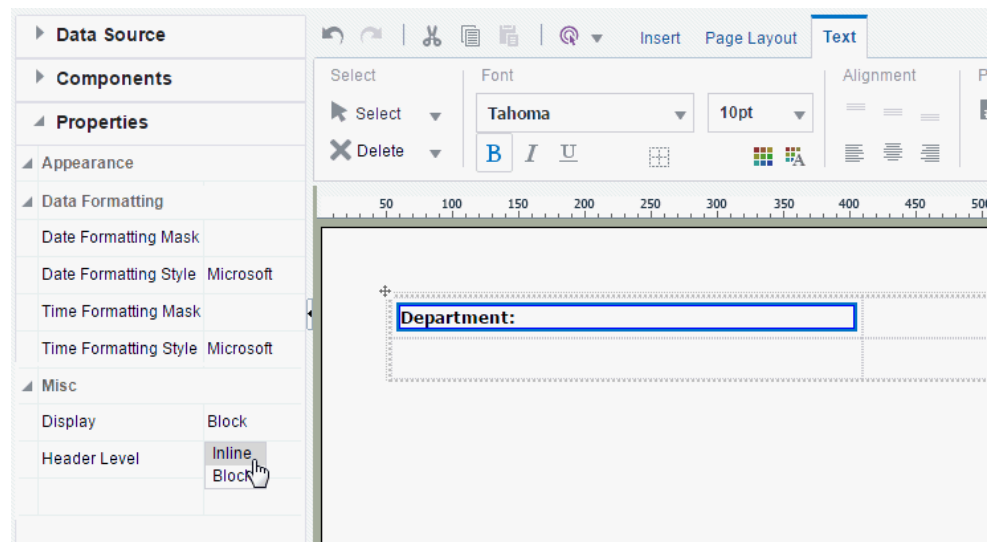 Data Source
Components
Properties
Appearance
Data Formatting
Date Formatting Mask
Date Formatting Style Microsoft
Time Formatting Mask
Time Formatting Style Microsoft
Misc
Display Block
Header Level Inline
Block
Insert Page Layout Text
Select Font Alignment P
Select Tahoma 10pt
Delete B I U
50 100 150 200 250 300 350 400 450 500
Department: